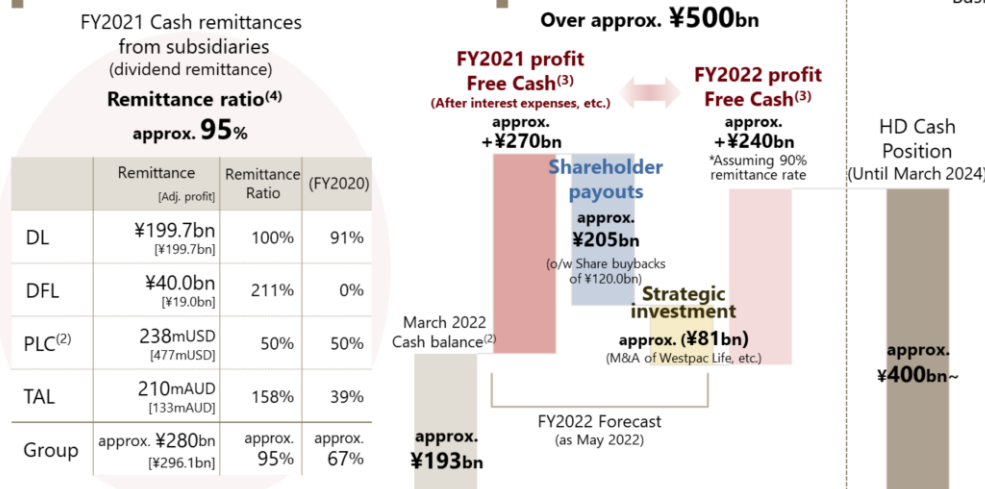 FY2021 Cash remittances
from subsidiaries
(dividend remittance)
Remittance ratio(4)
approx. 95%
Remittance
[Adj. profit]
Remittance
Ratio
(FY2020)
DL
¥199.7bn
[¥199.7bn]
100%
91%
DFL
¥40.0bn
[¥19.0bn]
211%
0%
PLC(2)
238mUSD
[477mUSD]
50%
50%
TAL
210mAUD
[133mAUD]
158%
39%
Group
approx. ¥280bn
[¥296.1bn]
approx.
95%
approx.
67%
Over approx. ¥500bn
FY2021 profit
Free Cash(3)
(After interest expenses, etc.)
approx.
+¥270bn
FY2022 profit
Free Cash(3)
approx.
+¥240bn
*Assuming 90%
remittance rate
Shareholder
payouts
approx.
¥205bn
(o/w Share buybacks
of ¥120.0bn)
Strategic
investment
approx. (¥81bn)
(M&A of Westpac Life, etc.)
March 2022
Cash balance(2)
approx.
¥193bn
FY2022 Forecast
(as May 2022)
HD Cash
Position
(Until March 2024)
approx.
¥400bn~